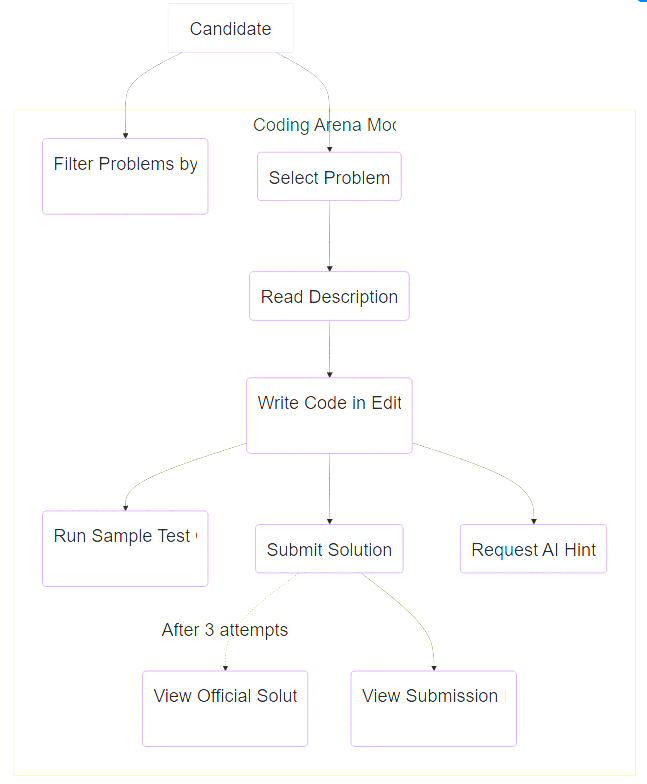 Candidate
Coding Arena Moc
Filter Problems by
Select Problem
Read Description
Write Code in Edit
Run Sample Test
Submit Solution
Request AI Hint
After 3 attempts
View Official Solut
View Submission